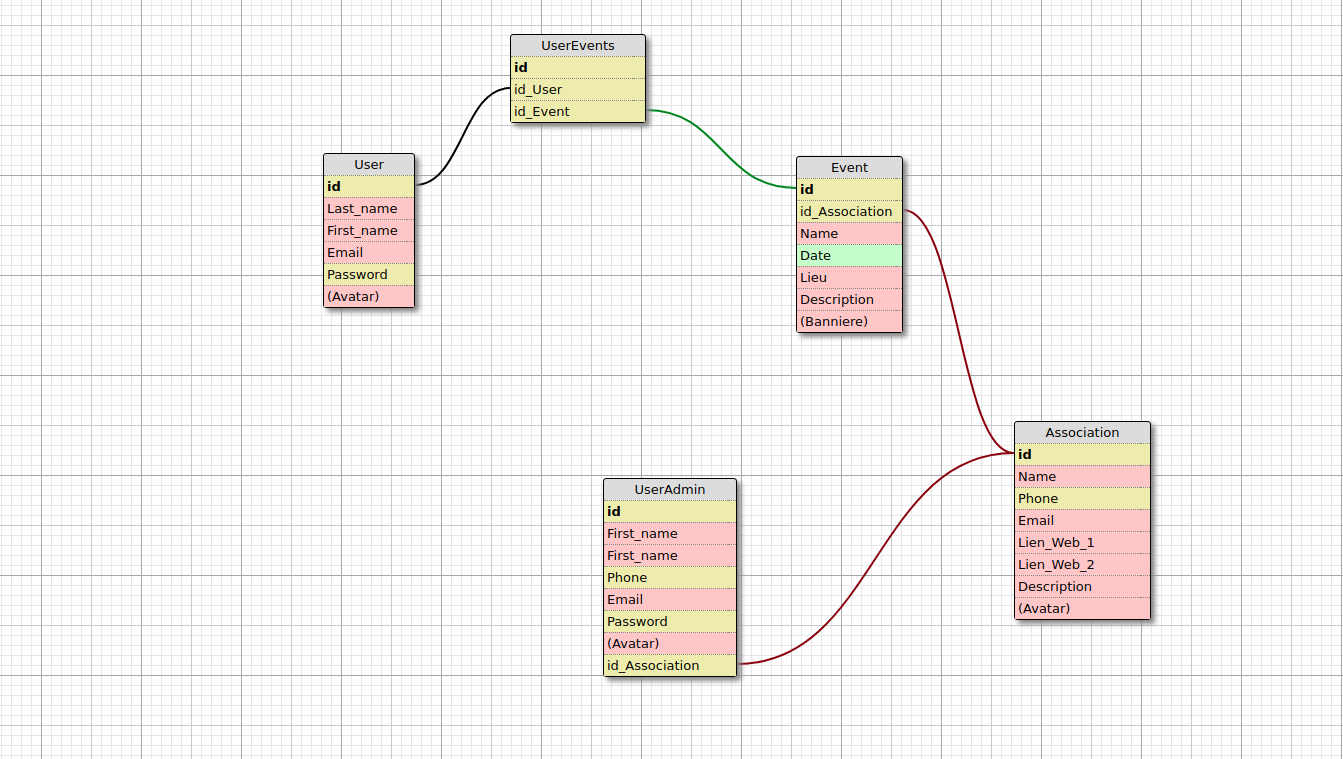 UserEvents
id
id_User
id_Event
User
id
Last_name
First_name
Email
Password
(Avatar)
Event
id
id_Association
Name
Date
Lieu
Description
(Banniere)
Association
id
Name
Phone
Email
Lien_Web_1
Lien_Web_2
Description
(Avatar)
UserAdmin
id
First_name
First_name
Phone
Email
Password
(Avatar)
id_Association